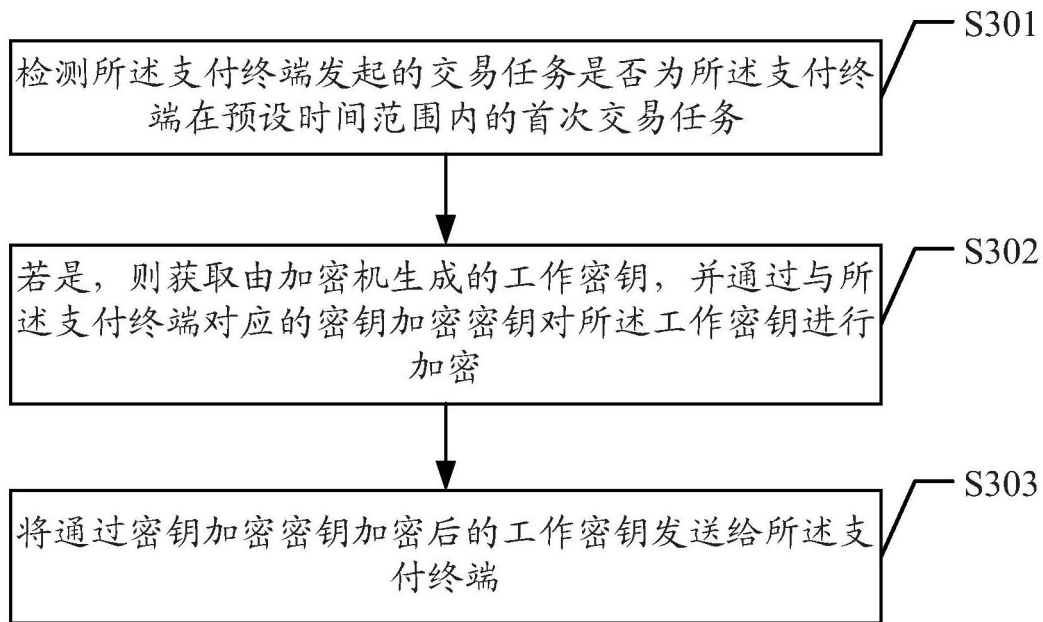 S301
检测所述支付终端发起的交易任务是否为所述支付终
端在预设时间范围内的首次交易任务
S302
若是，则获取由加密机生成的工作密钥，并通过与所
述支付终端对应的密钥加密密钥对所述工作密钥进行
加密
S303
将通过密钥加密密钥加密后的工作密钥发送给所述支
付终端